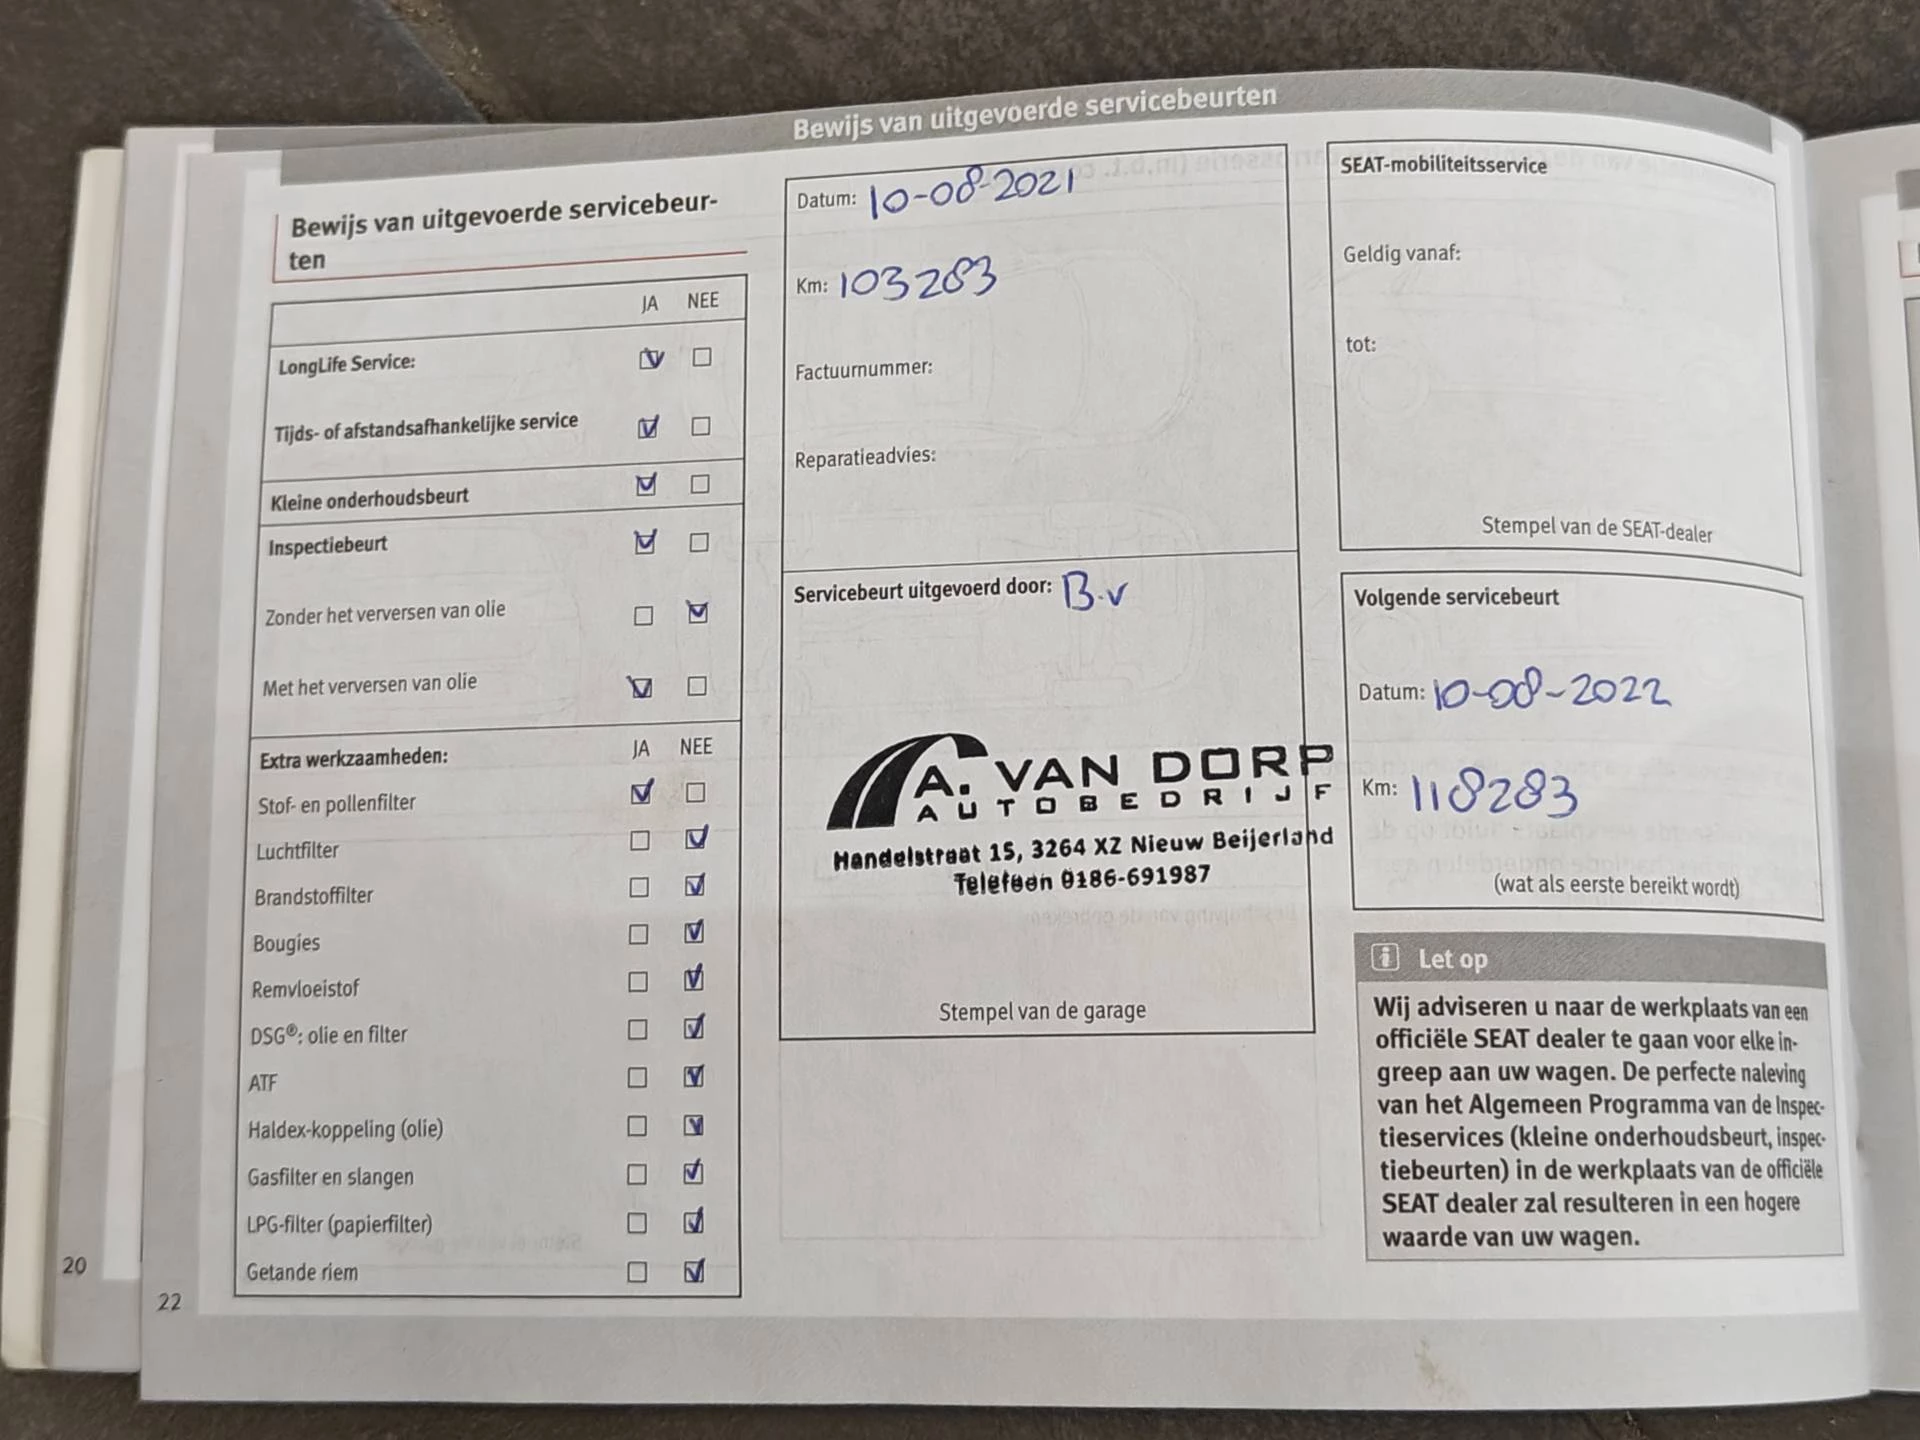 Bewijs van uitgevoerde servicebeurten
Bewijs van uitgevoerde servicebeur-
ten
JA NEE
LongLife Service:
Tijds- of afstandsafhankelijke service
Kleine onderhoudsbeurt
Inspectiebeurt
Zonder het verversen van olie
Met het verversen van olie
Extra werkzaamheden: JA NEE
Stof- en pollenfilter
Luchtfilter
Brandstoffilter
Bougies
Remvloeistof
DSG®: olie en filter
ATF
Haldex-koppeling (olie)
Gasfilter en slangen
LPG-filter (papierfilter)
Getande riem
20
22
Datum: 10-08-2021
Km: 103283
Factuurnummer:
Reparatieadvies:
Servicebeurt uitgevoerd door: B.v
A. VAN DORP
AUTOBEDRIJF
Handelstraat 15, 3264 XZ Nieuw Beijerland
Telefoon 0186-691987
Stempel van de garage
SEAT-mobiliteitsservice
Geldig vanaf:
tot:
Stempel van de SEAT-dealer
Volgende servicebeurt
Datum: 10-08-2022
Km: 118283
(wat als eerste bereikt wordt)
i Let op
Wij adviseren u naar de werkplaats van een
officiële SEAT dealer te gaan voor elke in-
greep aan uw wagen. De perfecte naleving
van het Algemeen Programma van de Inspec-
tieservices (kleine onderhoudsbeurt, inspec-
tiebeurten) in de werkplaats van de officiële
SEAT dealer zal resulteren in een hogere
waarde van uw wagen.